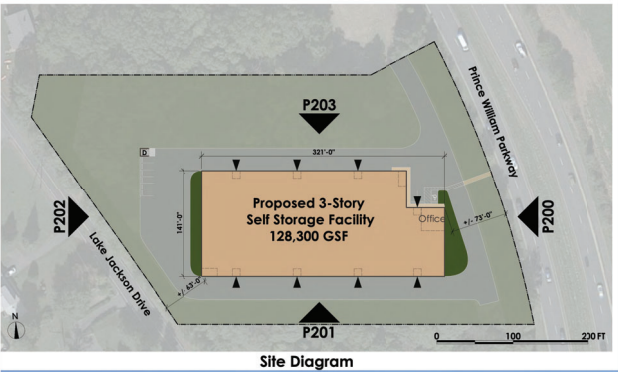 P203
Prince William Parkway
D
321'-0"
141'-0"
Proposed 3-Story
Self Storage Facility
128,300 GSF
Office
+/- 73'-0"
P202
P200
Lake Jackson Drive
+/- 63'-0"
P201
N
0 100 200 FT
Site Diagram